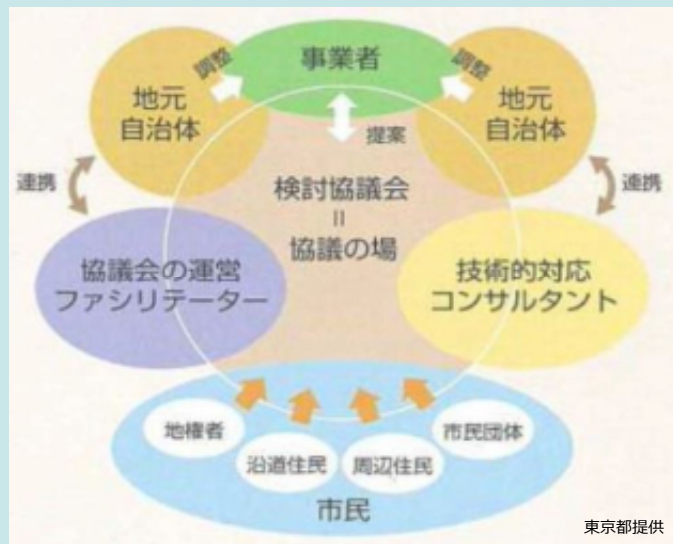 調整
事業者
調整
地元
自治体
地元
自治体
提案
連携
検討協議会
=
協議の場
連携
協議会の運営
ファシリテーター
技術的対応
コンサルタント
地権者
沿道住民
周辺住民
市民団体
市民
東京都提供